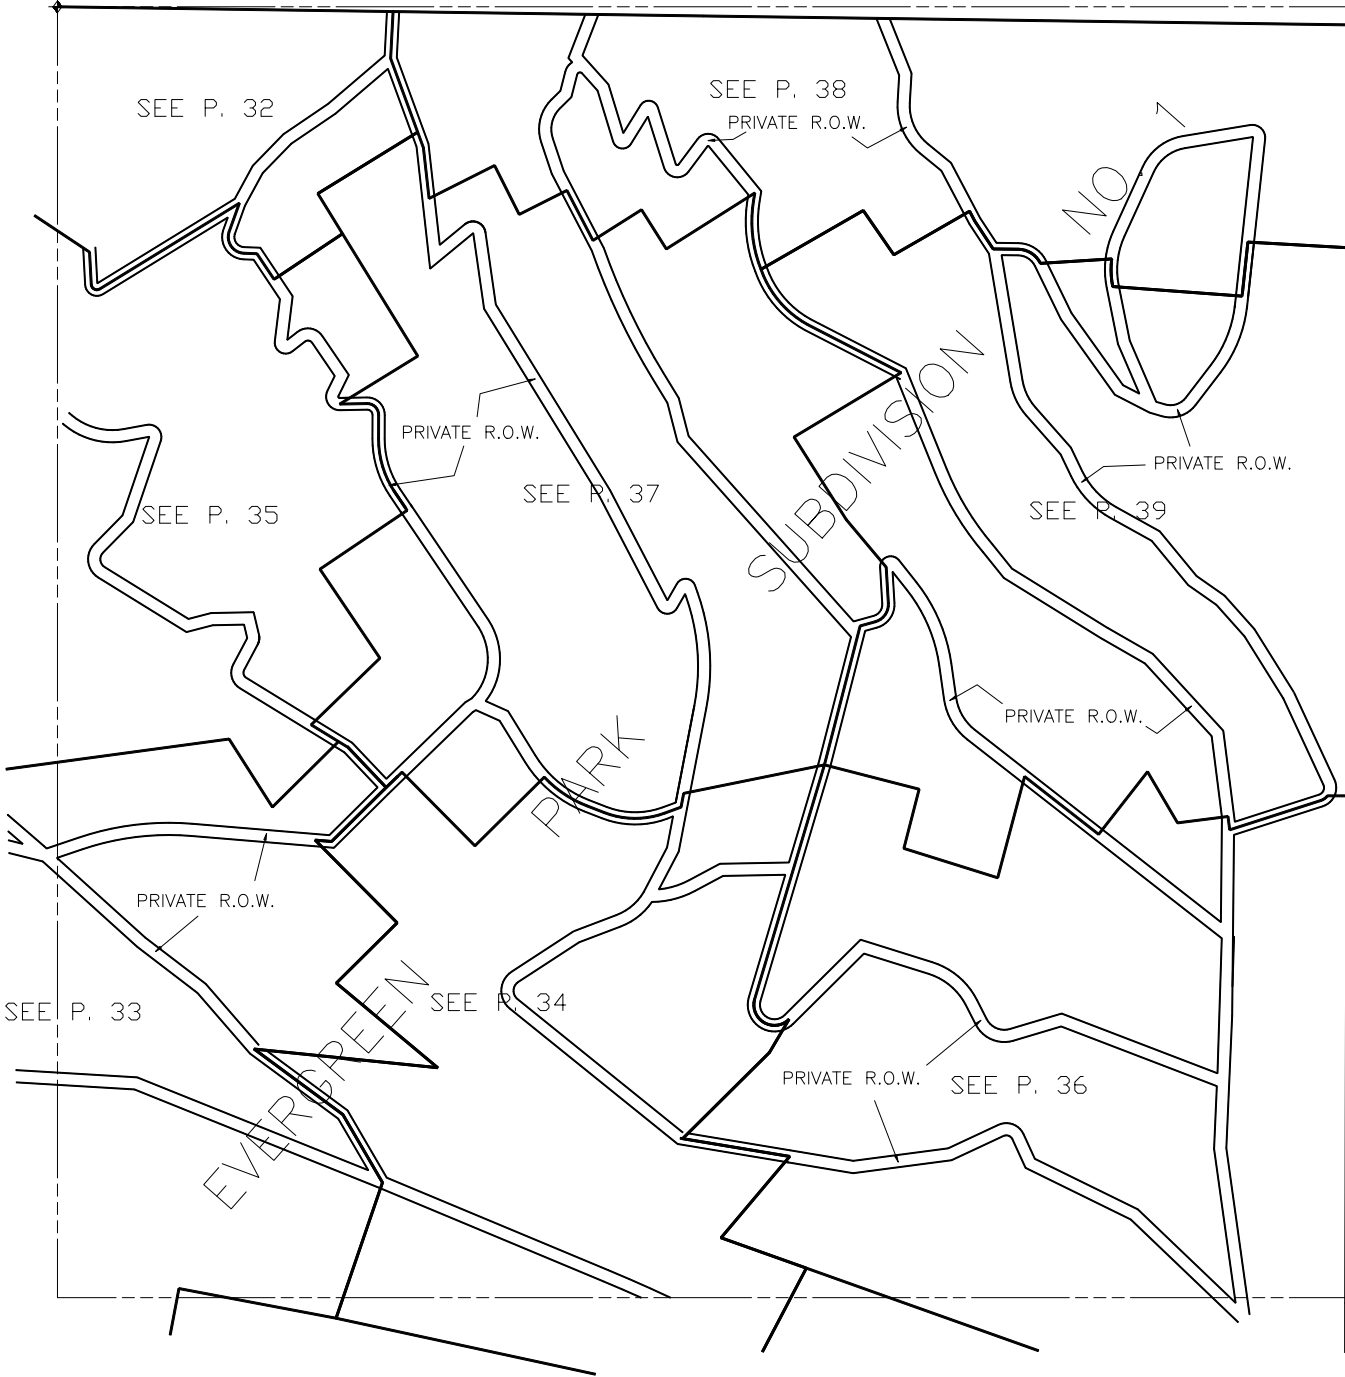 SEE P. 32
SEE P. 38
PRIVATE R.O.W.
PRIVATE R.O.W.
SEE P. 37
PRIVATE R.O.W.
SEE P. 35
SEE P. 39
PRIVATE R.O.W.
PRIVATE R.O.W.
SEE P. 33
SEE P. 34
PRIVATE R.O.W.
SEE P. 36
EVERGREEN PARK SUBDIVISION NO. 1